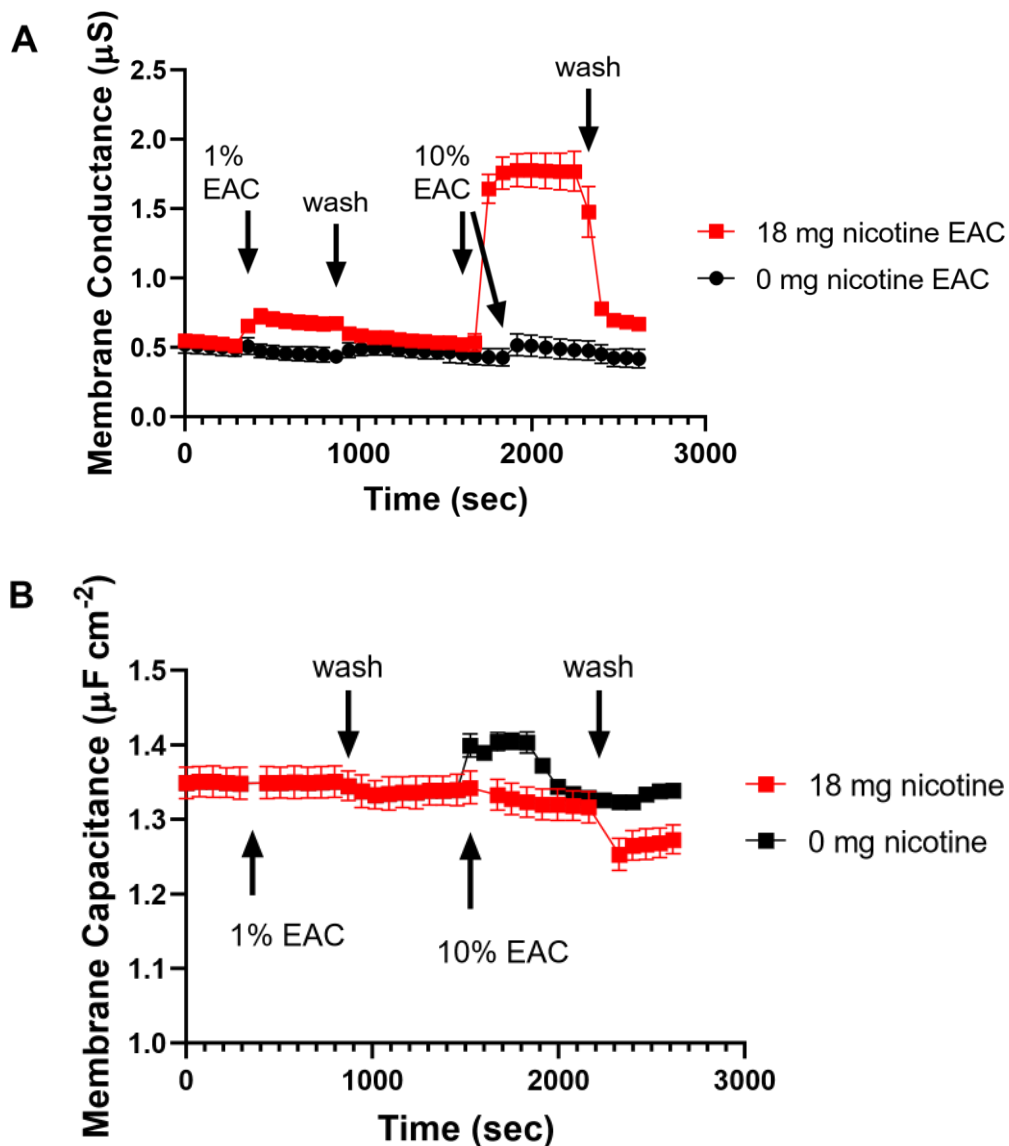 A
Membrane Conductance (μS)
2.5
2.0
1.5
1.0
0.5
0.0
1%
EAC
wash
10%
EAC
wash
18 mg nicotine EAC
0 mg nicotine EAC
0
1000
2000
3000
Time (sec)
B
Membrane Capacitance (μF cm⁻²)
1.5
1.4
1.3
1.2
1.1
1.0
wash
wash
1% EAC
10% EAC
18 mg nicotine
0 mg nicotine
0
1000
2000
3000
Time (sec)